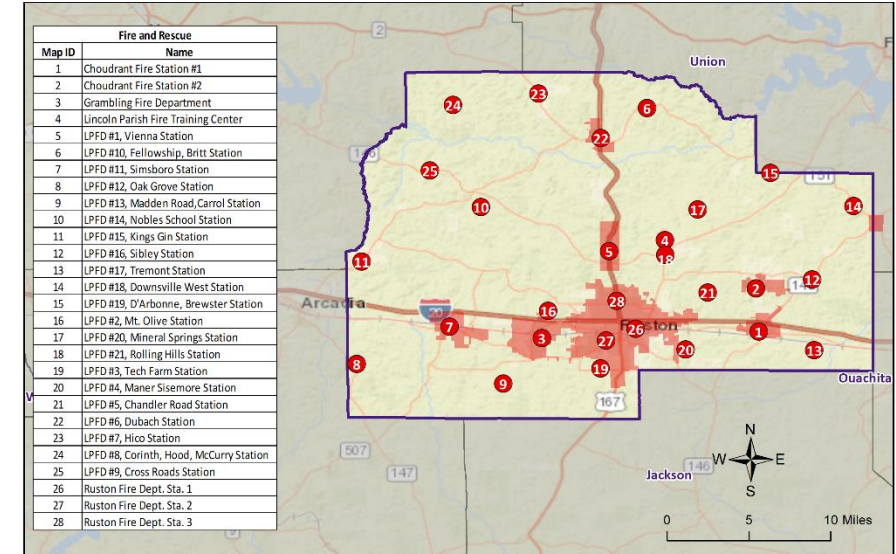 Fire and Rescue
Map ID Name
1 Choudrant Fire Station #1
2 Choudrant Fire Station #2
3 Grambling Fire Department
4 Lincoln Parish Fire Training Center
5 LPFD #1, Vienna Station
6 LPFD #10, Fellowship, Britt Station
7 LPFD #11, Simsboro Station
8 LPFD #12, Oak Grove Station
9 LPFD #13, Madden Road,Carrol Station
10 LPFD #14, Nobles School Station
11 LPFD #15, Kings Gin Station
12 LPFD #16, Sibley Station
13 LPFD #17, Tremont Station
14 LPFD #18, Downsville West Station
15 LPFD #19, D'Arbonne, Brewster Station
16 LPFD #2, Mt. Olive Station
17 LPFD #20, Mineral Springs Station
18 LPFD #21, Rolling Hills Station
19 LPFD #3, Tech Farm Station
20 LPFD #4, Maner Sisemore Station
21 LPFD #5, Chandler Road Station
22 LPFD #6, Dubach Station
23 LPFD #7, Hico Station
24 LPFD #8, Corinth, Hood, McCurry Station
25 LPFD #9, Cross Roads Station
26 Ruston Fire Dept. Sta. 1
27 Ruston Fire Dept. Sta. 2
28 Ruston Fire Dept. Sta. 3
2
Union
23
24
6
22
146
25
15
151
10
17
14
4
5
18
11
12
2
21
Arcadia
20
28
16
7
26
Ruston
1
3
27
20
13
8
19
9
Ouachita
167
507
147
Jackson
146
N
W E
S
0 5 10 Miles